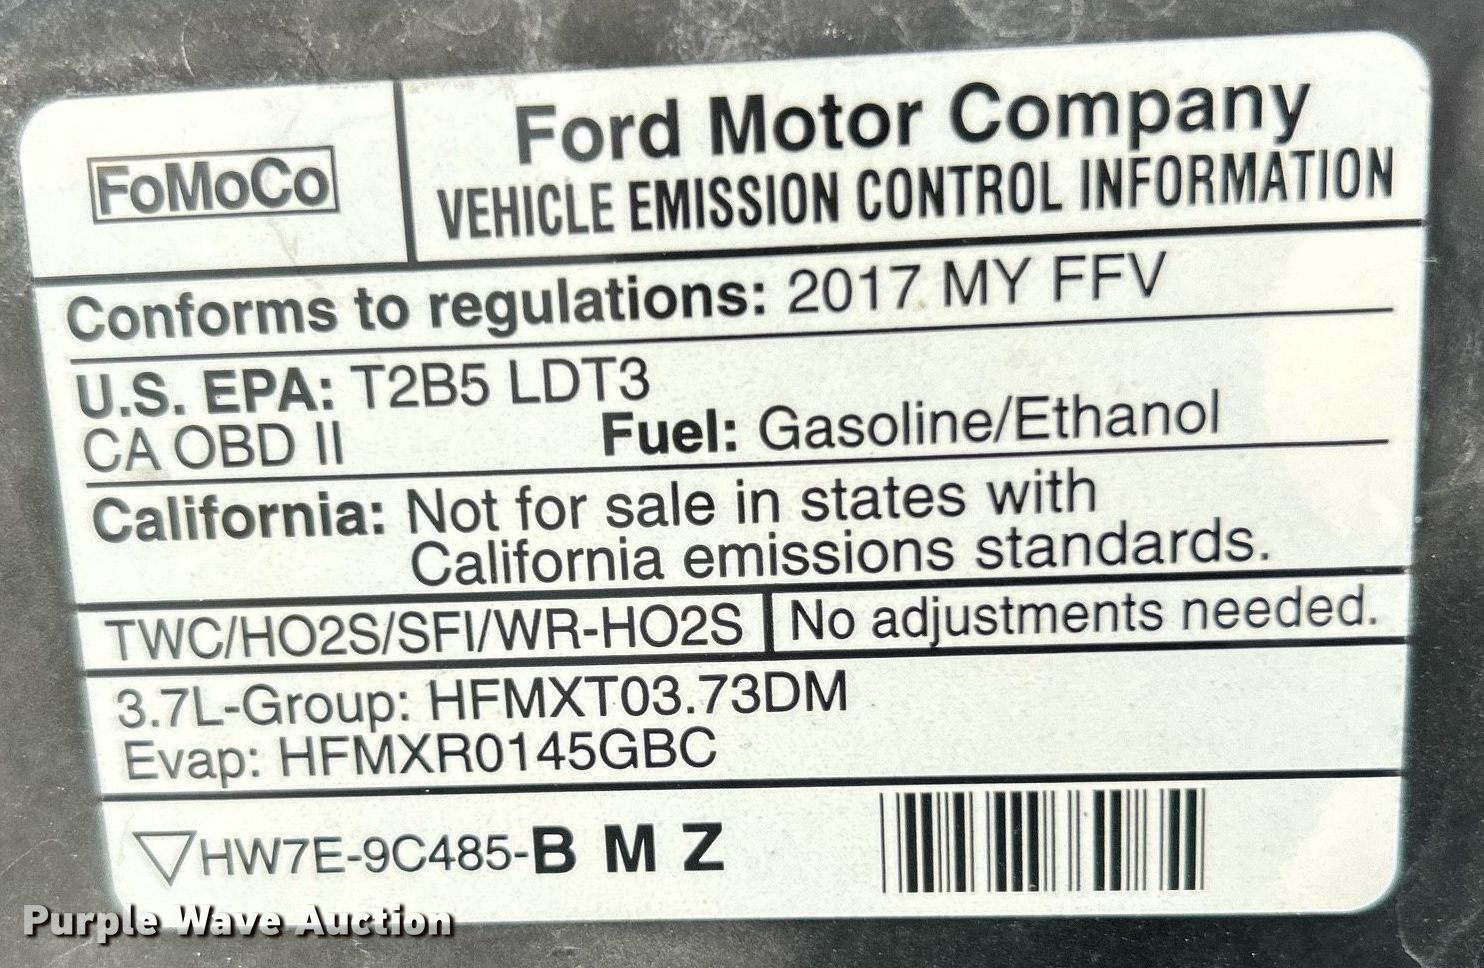 FoMoCo
Ford Motor Company
VEHICLE EMISSION CONTROL INFORMATION
Conforms to regulations: 2017 MY FFV
U.S. EPA: T2B5 LDT3
CA OBD II Fuel: Gasoline/Ethanol
California: Not for sale in states with
California emissions standards.
TWC/HO2S/SFI/WR-HO2S No adjustments needed.
3.7L-Group: HFMXT03.73DM
Evap: HFMXR0145GBC
HW7E-9C485-B M Z
Purple Wave Auction